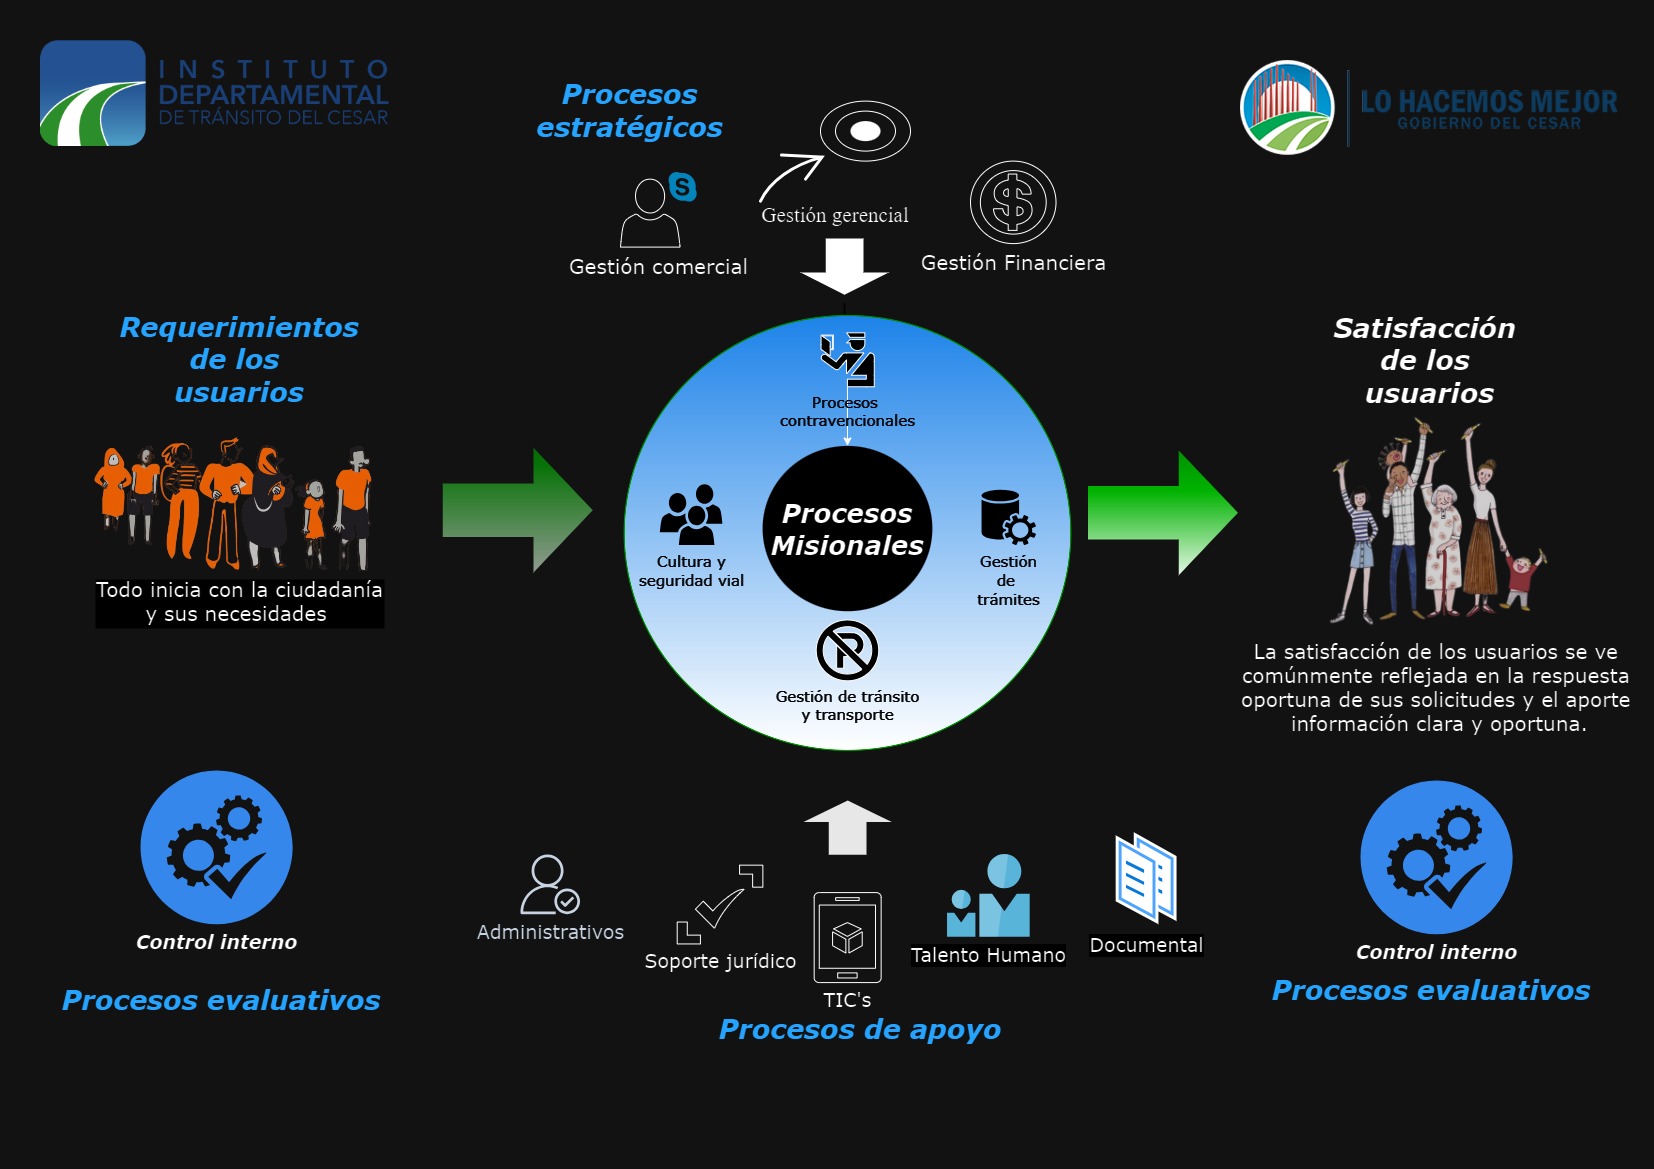 INSTITUTO
DEPARTAMENTAL
DE TRÁNSITO DEL CESAR
LO HACEMOS MEJOR
GOBIERNO DEL CESAR
Procesos
estratégicos
S
Gestión comercial
Gestión gerencial
$
Gestión Financiera
Requerimientos
de los
usuarios
Todo inicia con la ciudadanía
y sus necesidades
Procesos
contravencionales
Cultura y
seguridad vial
Procesos
Misionales
Gestión
de
trámites
P
Gestión de tránsito
y transporte
Satisfacción
de los
usuarios
La satisfacción de los usuarios se ve
comúnmente reflejada en la respuesta
oportuna de sus solicitudes y el aporte
información clara y oportuna.
Control interno
Procesos evaluativos
Administrativos
Soporte jurídico
TIC's
Talento Humano
Documental
Procesos de apoyo
Control interno
Procesos evaluativos